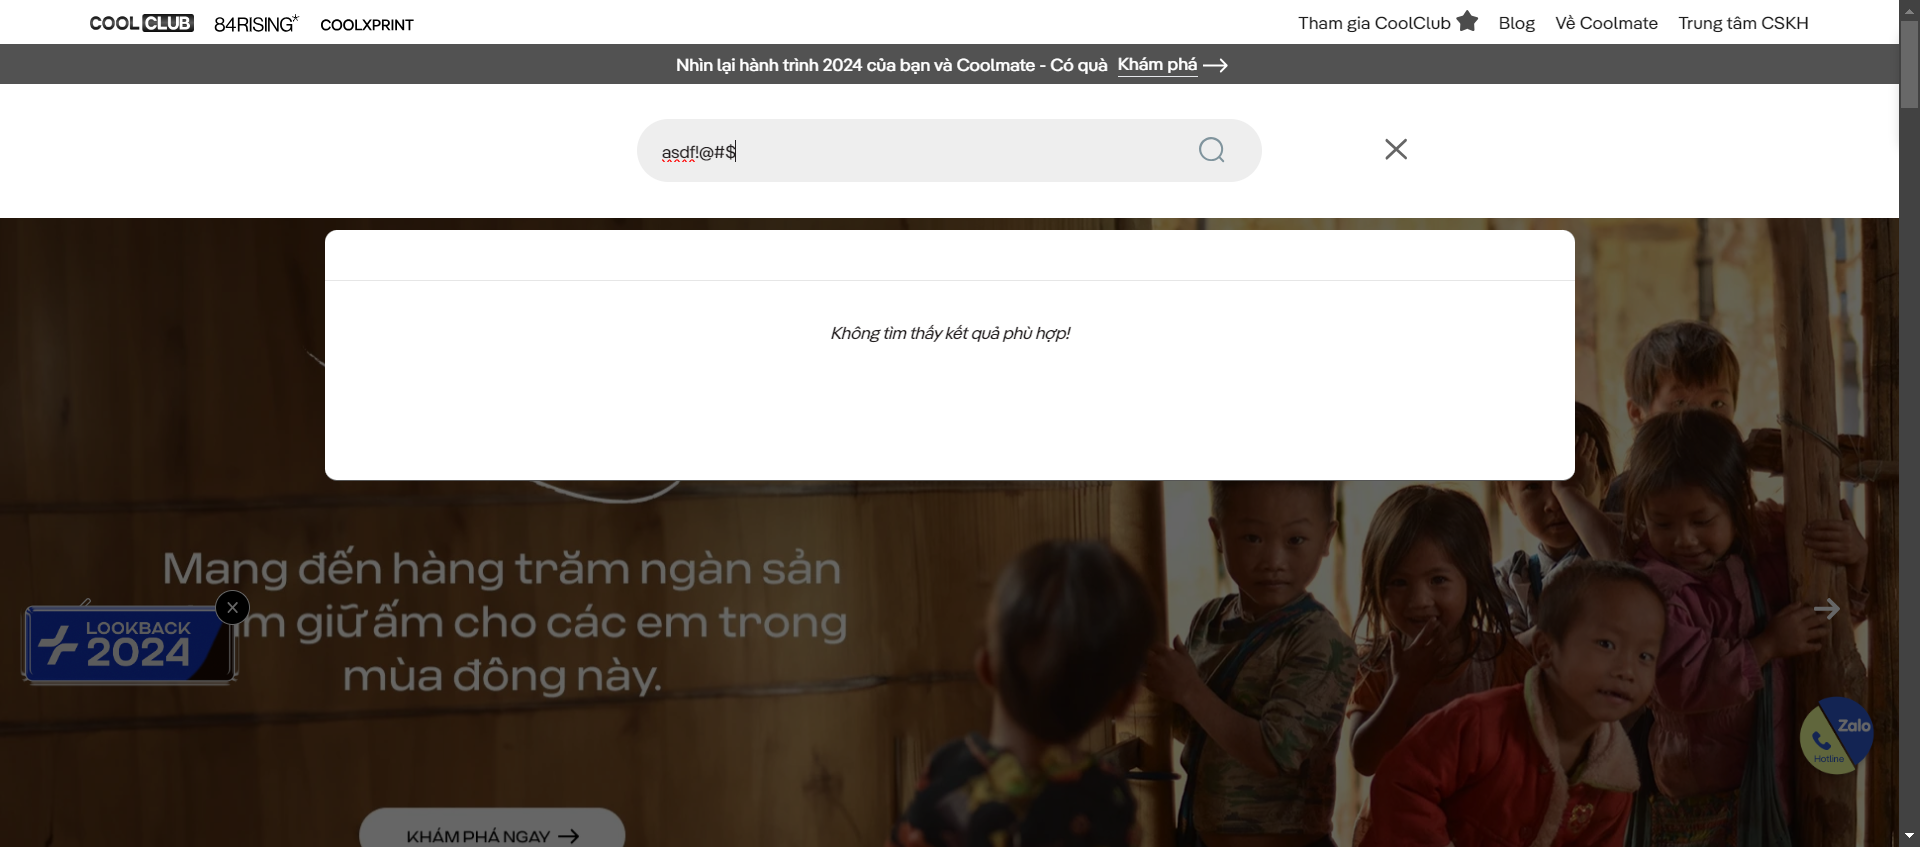 COOL CLUB 84RISING* COOLXPRINT Tham gia CoolClub Blog Về Coolmate Trung tâm CSKH
Nhìn lại hành trình 2024 của bạn và Coolmate - Có quà Khám phá
asdf!@#$
Không tìm thấy kết quả phù hợp!
Mang đến hàng trăm ngàn sản
m giữ ấm cho các em trong
mùa đông này.
LOOKBACK
2024
Zalo
Hotline
KHÁM PHÁ NGAY